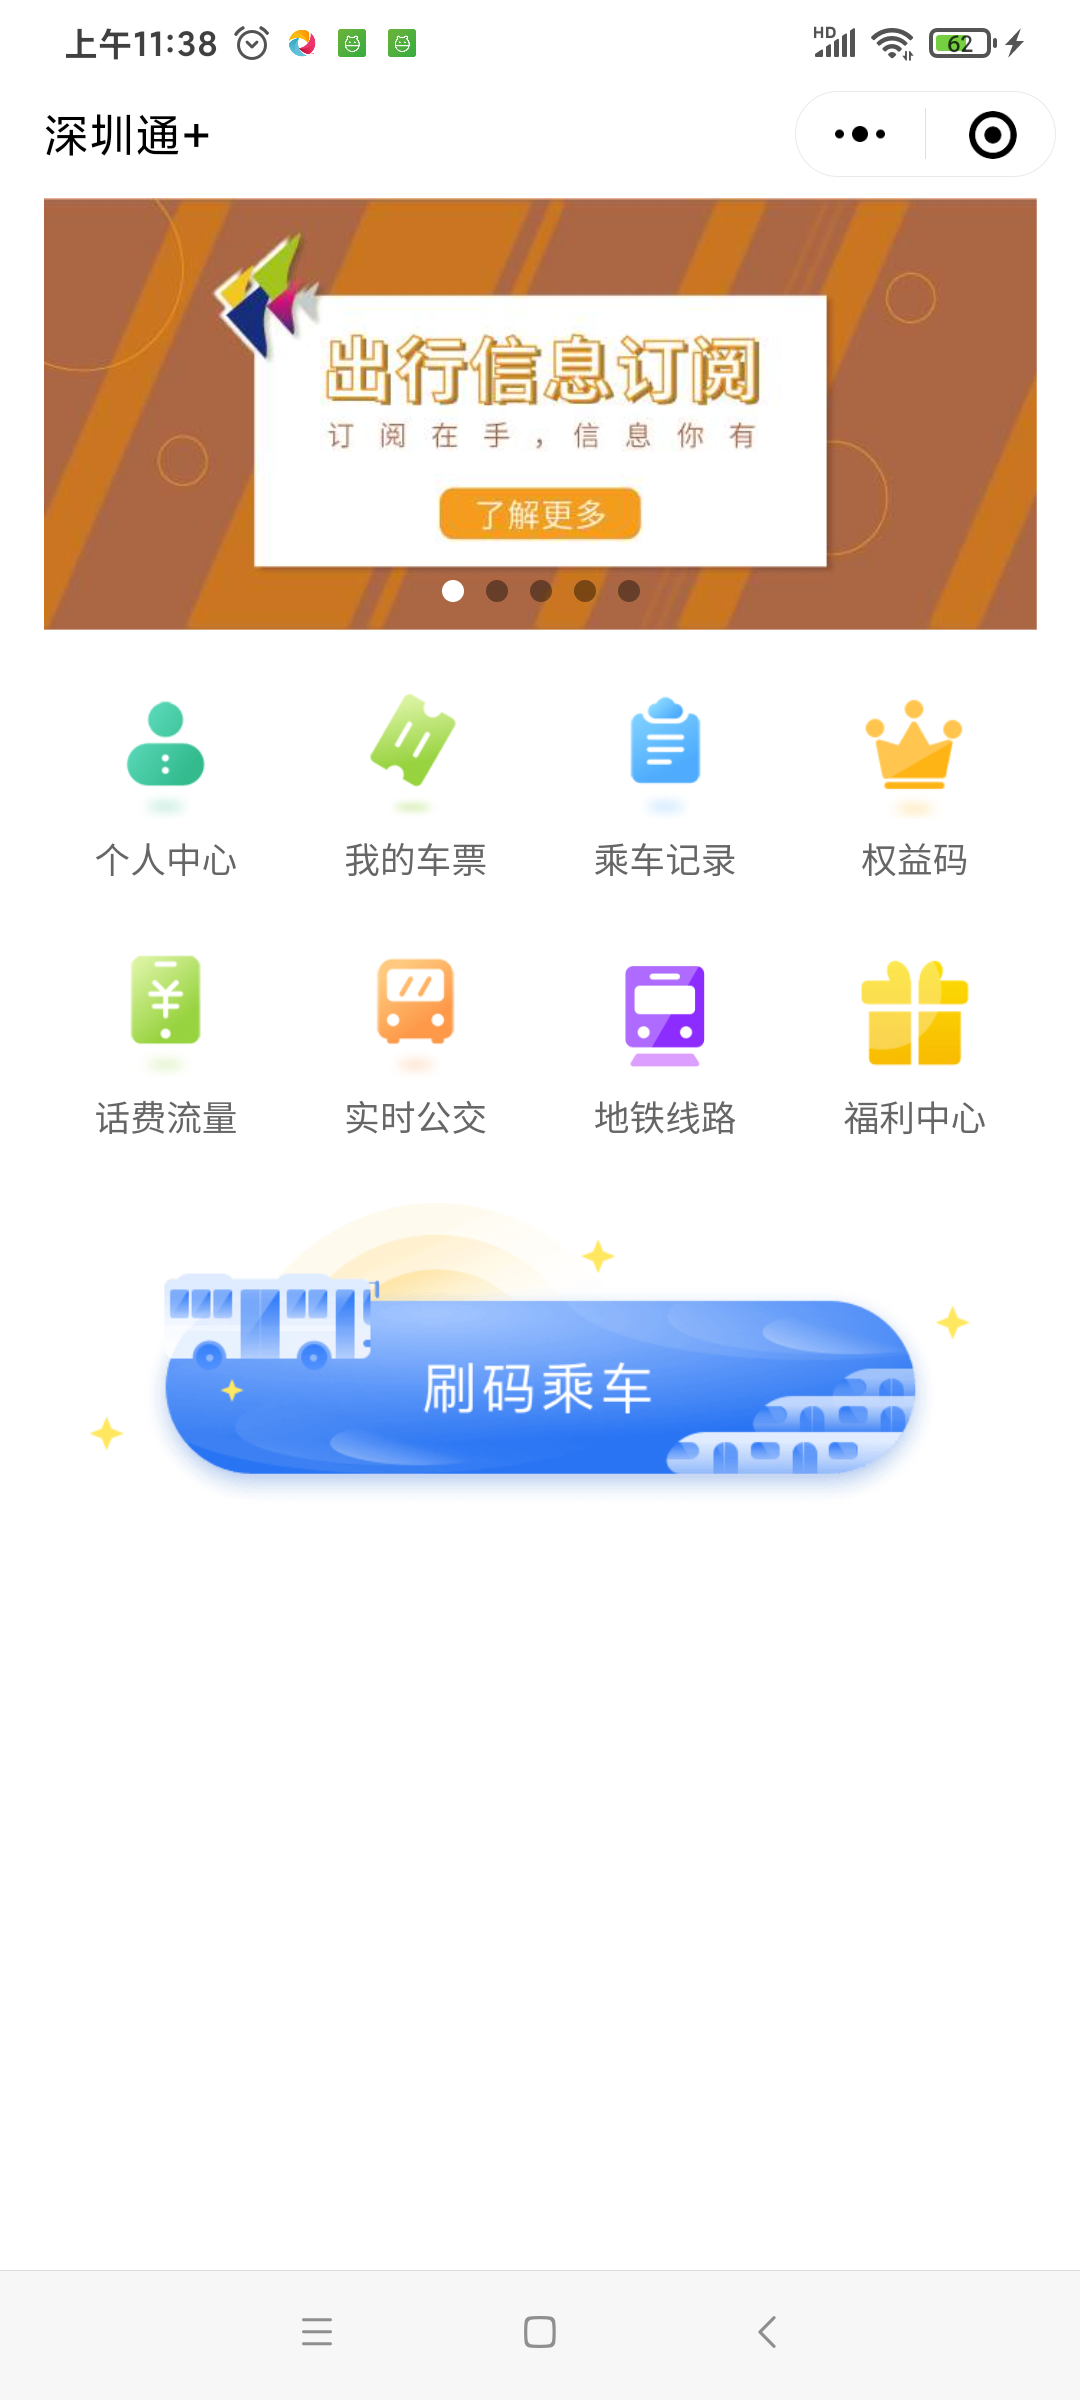 上午11:38
HD
62
深圳通+
出行信息订阅
订阅在手，信息你有
了解更多
个人中心
我的车票
乘车记录
权益码
话费流量
实时公交
地铁线路
福利中心
刷码乘车